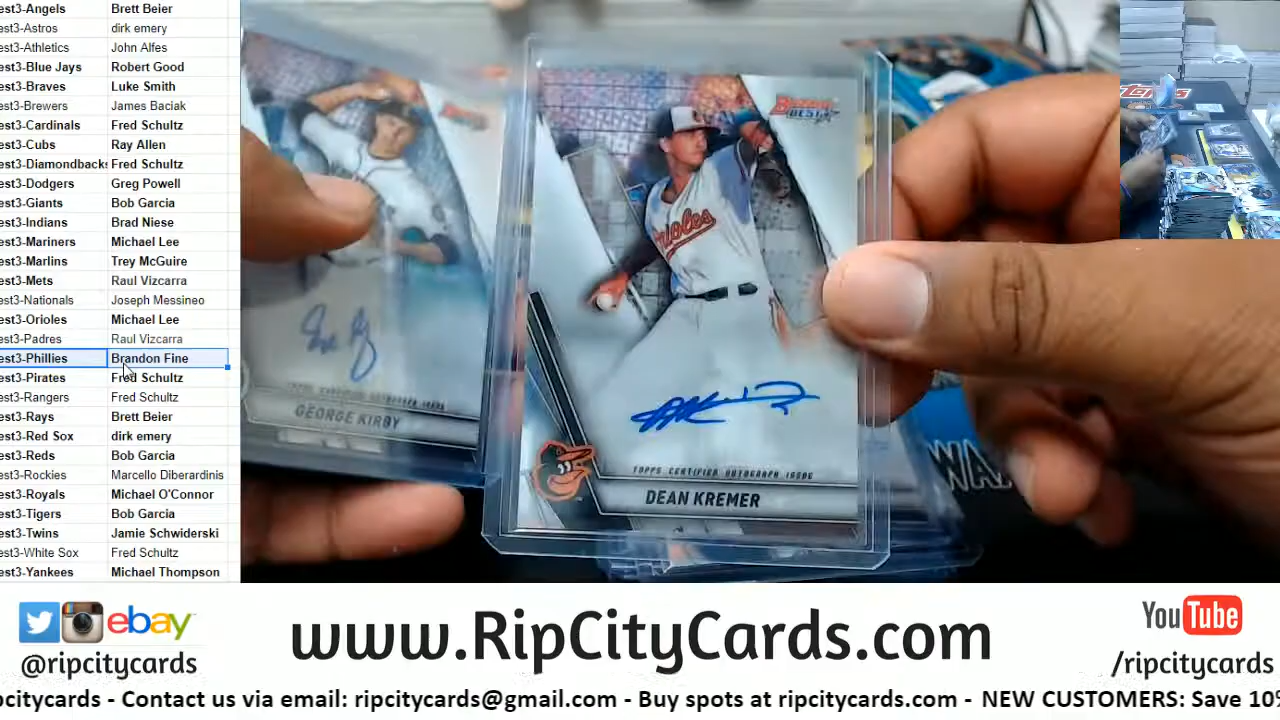 est3-Angels Brett Beier
est3-Astros dirk emery
est3-Athletics John Alfes
est3-Blue Jays Robert Good
est3-Braves Luke Smith
est3-Brewers James Baciak
est3-Cardinals Fred Schultz
est3-Cubs Ray Allen
est3-Diamondbacks Fred Schultz
est3-Dodgers Greg Powell
est3-Giants Bob Garcia
est3-Indians Brad Niese
est3-Mariners Michael Lee
est3-Marlins Trey McGuire
est3-Mets Raul Vizcarra
est3-Nationals Joseph Messineo
est3-Orioles Michael Lee
est3-Padres Raul Vizcarra
est3-Phillies Brandon Fine
est3-Pirates Fred Schultz
est3-Rangers Fred Schultz
est3-Rays Brett Beier
est3-Red Sox dirk emery
est3-Reds Bob Garcia
est3-Rockies Marcello Diberardinis
est3-Royals Michael O'Connor
est3-Tigers Bob Garcia
est3-Twins Jamie Schwiderski
est3-White Sox Fred Schultz
est3-Yankees Michael Thompson
GEORGE KIRBY
BOWMAN'S
BEST
Orioles
TOPPS CERTIFIED AUTOGRAPH ISSUE
DEAN KREMER
WA
TOPPS
ebay
@ripcitycards
www.RipCityCards.com
YouTube
/ripcitycards
pcitycards - Contact us via email: ripcitycards@gmail.com - Buy spots at ripcitycards.com - NEW CUSTOMERS: Save 10%